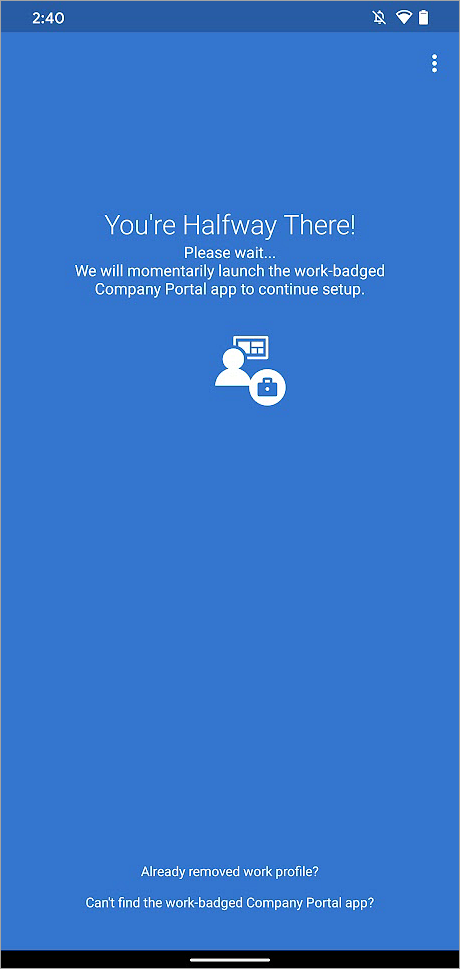 2:40
You're Halfway There!
Please wait...
We will momentarily launch the work-badged
Company Portal app to continue setup.
Already removed work profile?
Can't find the work-badged Company Portal app?